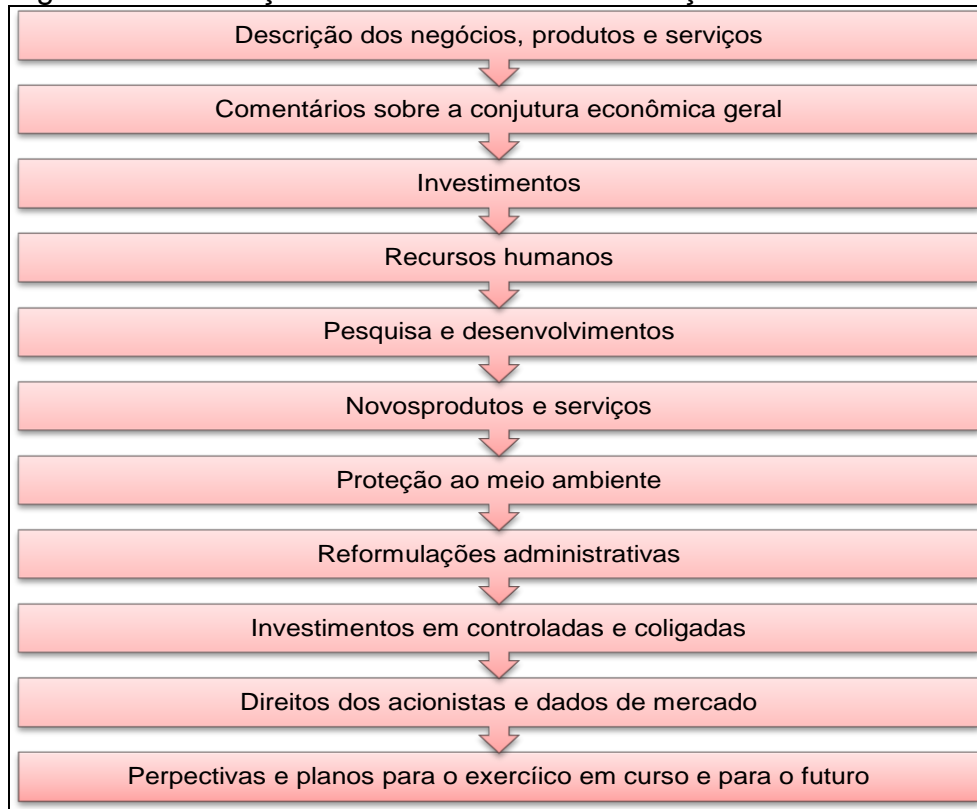 Descrição dos negócios, produtos e serviços
Comentários sobre a conjutura econômica geral
Investimentos
Recursos humanos
Pesquisa e desenvolvimentos
Novosprodutos e serviços
Proteção ao meio ambiente
Reformulações administrativas
Investimentos em controladas e coligadas
Direitos dos acionistas e dados de mercado
Perpectivas e planos para o exercíico em curso e para o futuro